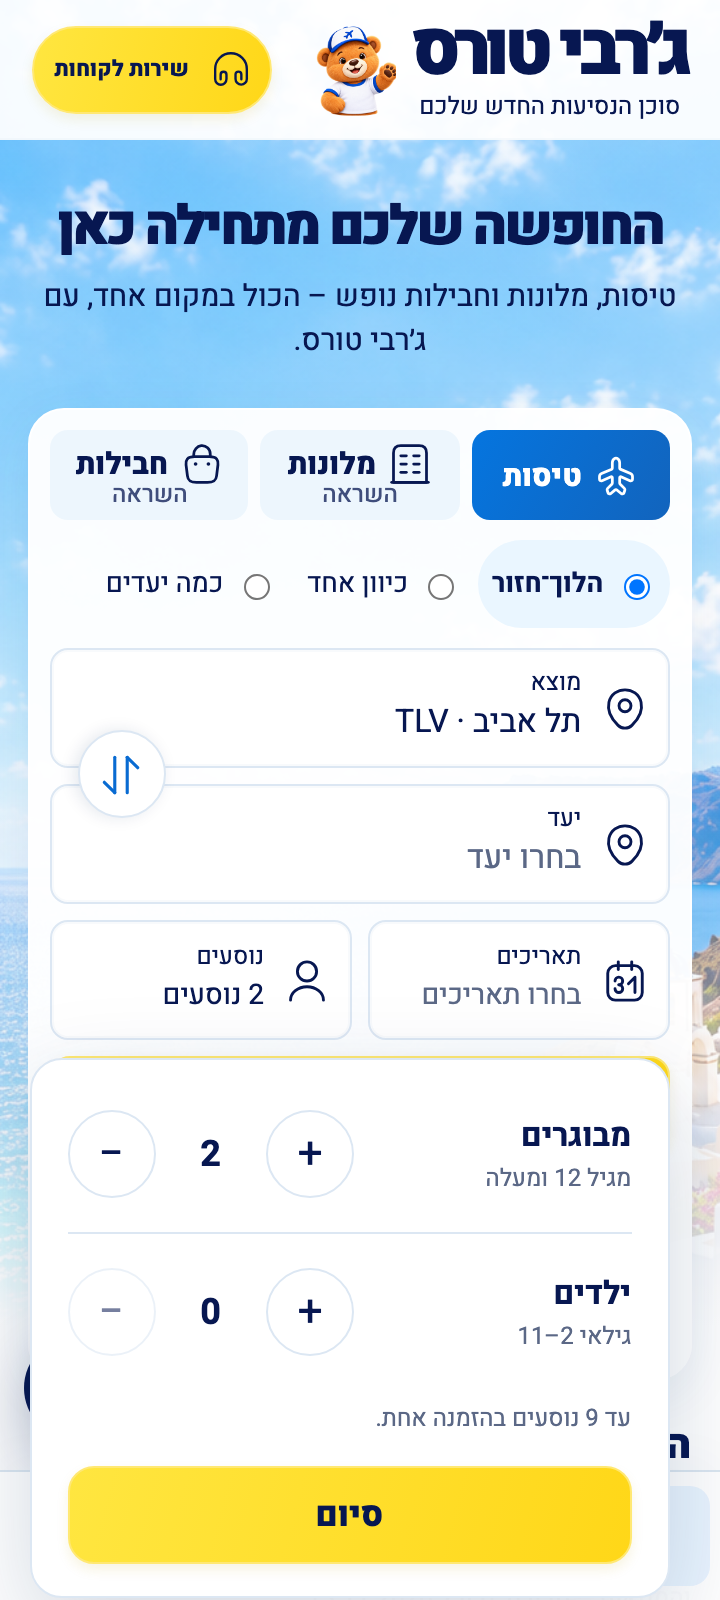 ג'רבי טורס
סוכן הנסיעות החדש שלכם
שירות לקוחות
החופשה שלכם מתחילה כאן
טיסות, מלונות וחבילות נופש – הכול במקום אחד, עם
ג'רבי טורס.
טיסות
מלונות
השראה
חבילות
השראה
הלוך־חזור
כיוון אחד
כמה יעדים
מוצא
תל אביב · TLV
יעד
בחרו יעד
תאריכים
בחרו תאריכים
31
נוסעים
2 נוסעים
מבוגרים
מגיל 12 ומעלה
+
2
−
ילדים
גילאי 2–11
+
0
−
עד 9 נוסעים בהזמנה אחת.
סיום